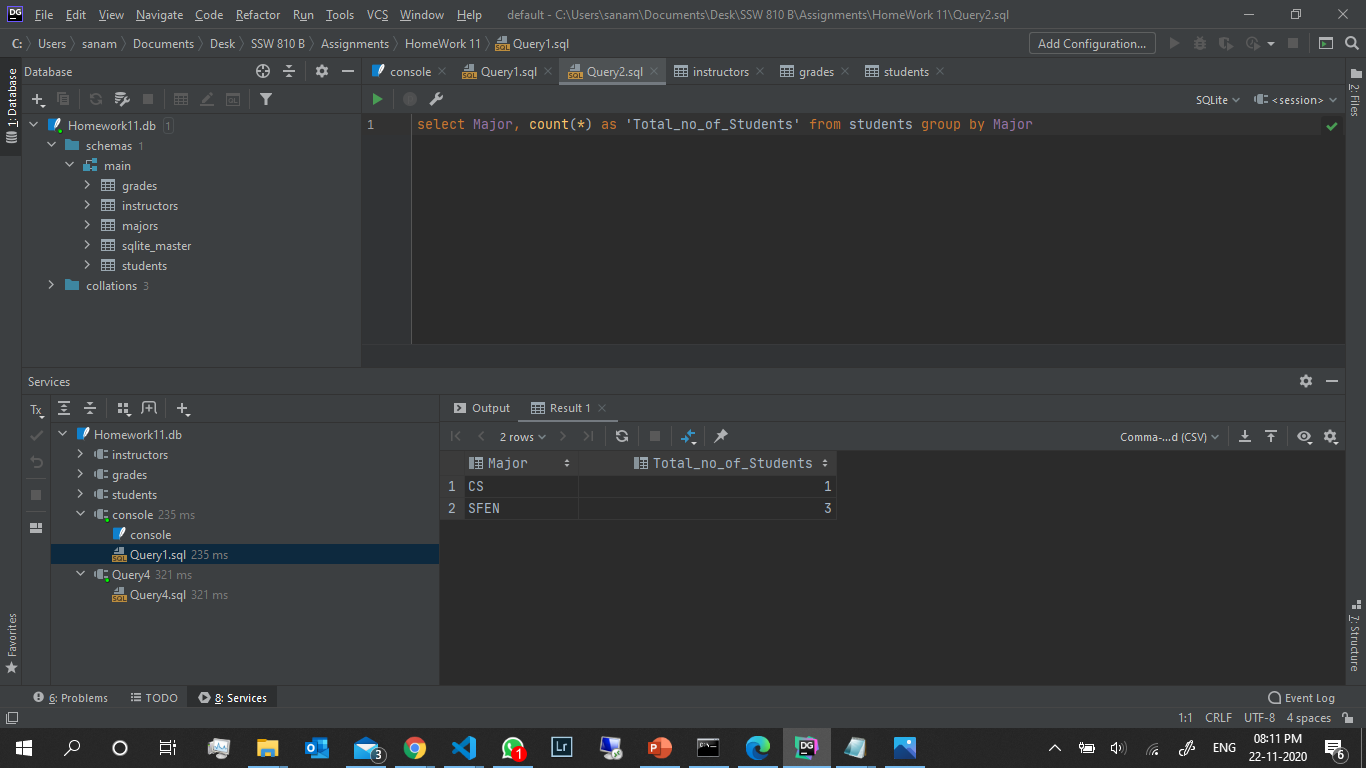 DG File Edit View Navigate Code Refactor Run Tools VCS Window Help default - C:\Users\sanam\Documents\Desk\SSW 810 B\Assignments\HomeWork 11\Query2.sql
C: Users sanam Documents Desk SSW 810 B Assignments HomeWork 11 Query1.sql Add Configuration...
1: Database
Database
console Query1.sql Query2.sql instructors grades students
2: Files
SQLite <session>
Homework11.db 1
schemas 1
main
grades
instructors
majors
sqlite_master
students
collations 3
1 select Major, count(*) as 'Total_no_of_Students' from students group by Major
Services
Tx
Homework11.db
instructors
grades
students
console 235 ms
console
Query1.sql 235 ms
Query4 321 ms
Query4.sql 321 ms
Output Result 1
2 rows Comma-...d (CSV)
Major Total_no_of_Students
1 CS 1
2 SFEN 3
Favorites
7: Structure
6: Problems TODO 8: Services Event Log
1:1 CRLF UTF-8 4 spaces
3 1 Lr DG ENG 08:11 PM
22-11-2020 6